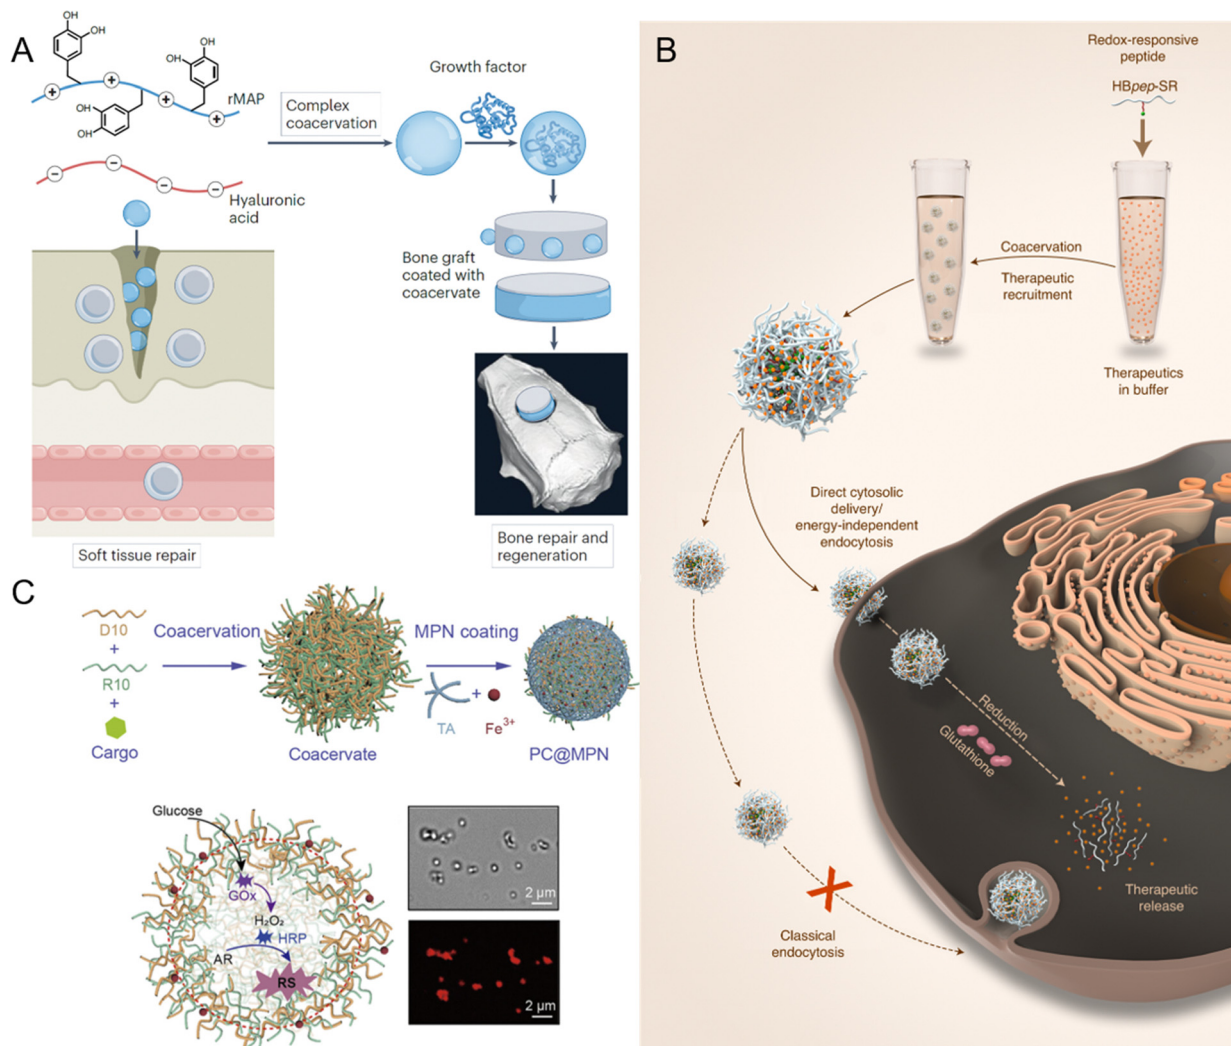 A
OH
OH
OH
OH
rMAP
OH
OH
Hyaluronic
acid
Complex
coacervation
Growth factor
Bone graft
coated with
coacervate
Soft tissue repair
Bone repair and
regeneration
B
Redox-responsive
peptide
HBpep-SR
Coacervation
Therapeutic
recruitment
Therapeutics
in buffer
Direct cytosolic
delivery/
energy-independent
endocytosis
Reduction
Glutathione
Therapeutic
release
Classical
endocytosis
C
D10
+
R10
+
Cargo
Coacervation
Coacervate
MPN coating
TA
+
Fe³⁺
PC@MPN
Glucose
GOx
H₂O₂
HRP
AR
RS
2 μm
2 μm